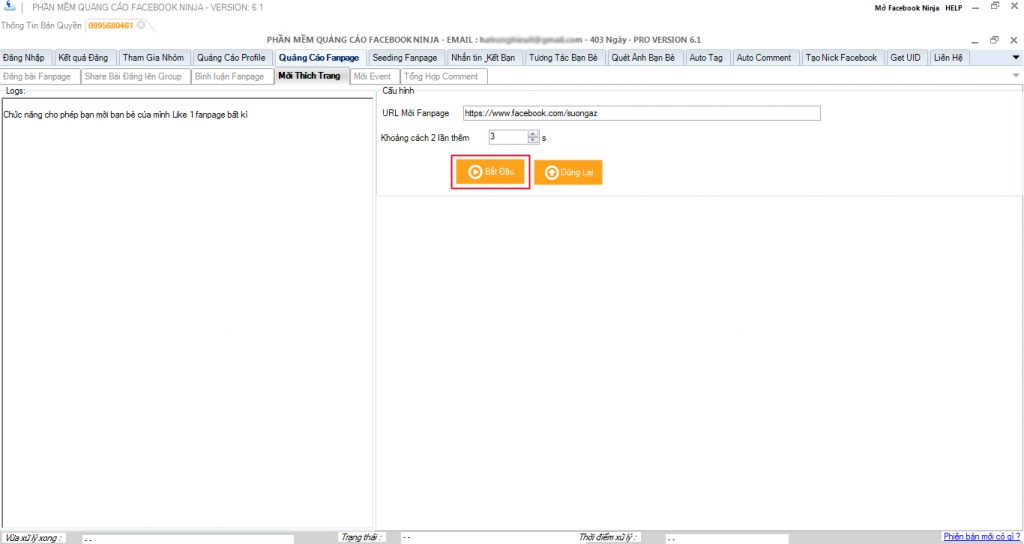 PHẦN MỀM QUẢNG CÁO FACEBOOK NINJA - VERSION: 6.1
Mở Facebook Ninja HELP
Thông Tin Bản Quyền 0995680461
PHẦN MỀM QUẢNG CÁO FACEBOOK NINJA - EMAIL : - 403 Ngày - PRO VERSION 6.1
Đăng Nhập Kết quả Đăng Tham Gia Nhóm Quảng Cáo Profile Quảng Cáo Fanpage Seeding Fanpage Nhắn tin _Kết Bạn Tương Tác Bạn Bè Quét Ảnh Bạn Bè Auto Tag Auto Comment Tạo Nick Facebook Get UID Liên Hệ
Đăng bài Fanpage Share Bài Đăng lên Group Bình luận Fanpage Mời Thích Trang Mời Event Tổng Hợp Comment
Logs:
Chức năng cho phép bạn mời bạn bè của mình Like 1 fanpage bất kì
Cấu hình
URL Mời Fanpage https://www.facebook.com/suongaz
Khoảng cách 2 lần thêm 3 s
Bắt Đầu Dừng Lại
Vừa xử lý xong : - - Trạng thái : - - Thời điểm xử lý : - - Phiên bản mới có gì ?